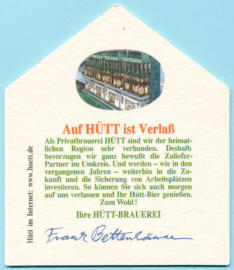 Auf HÜTT ist Verlaß
Als Privatbrauerei HÜTT sind wir der heimat-
lichen Region sehr verbunden. Deshalb
bevorzugen wir ganz bewußt die Zuliefer-
Partner im Umkreis. Und werden – wie in den
vergangenen Jahren – weiterhin in die Zu-
kunft und die Sicherung von Arbeitsplätzen
investieren. So können Sie sich auch morgen
auf uns verlassen und Ihr Hütt-Bier genießen.
Zum Wohl!
Ihre HÜTT-BRAUEREI
Frank Bettenhäuser
Hütt im Internet: www.huett.de